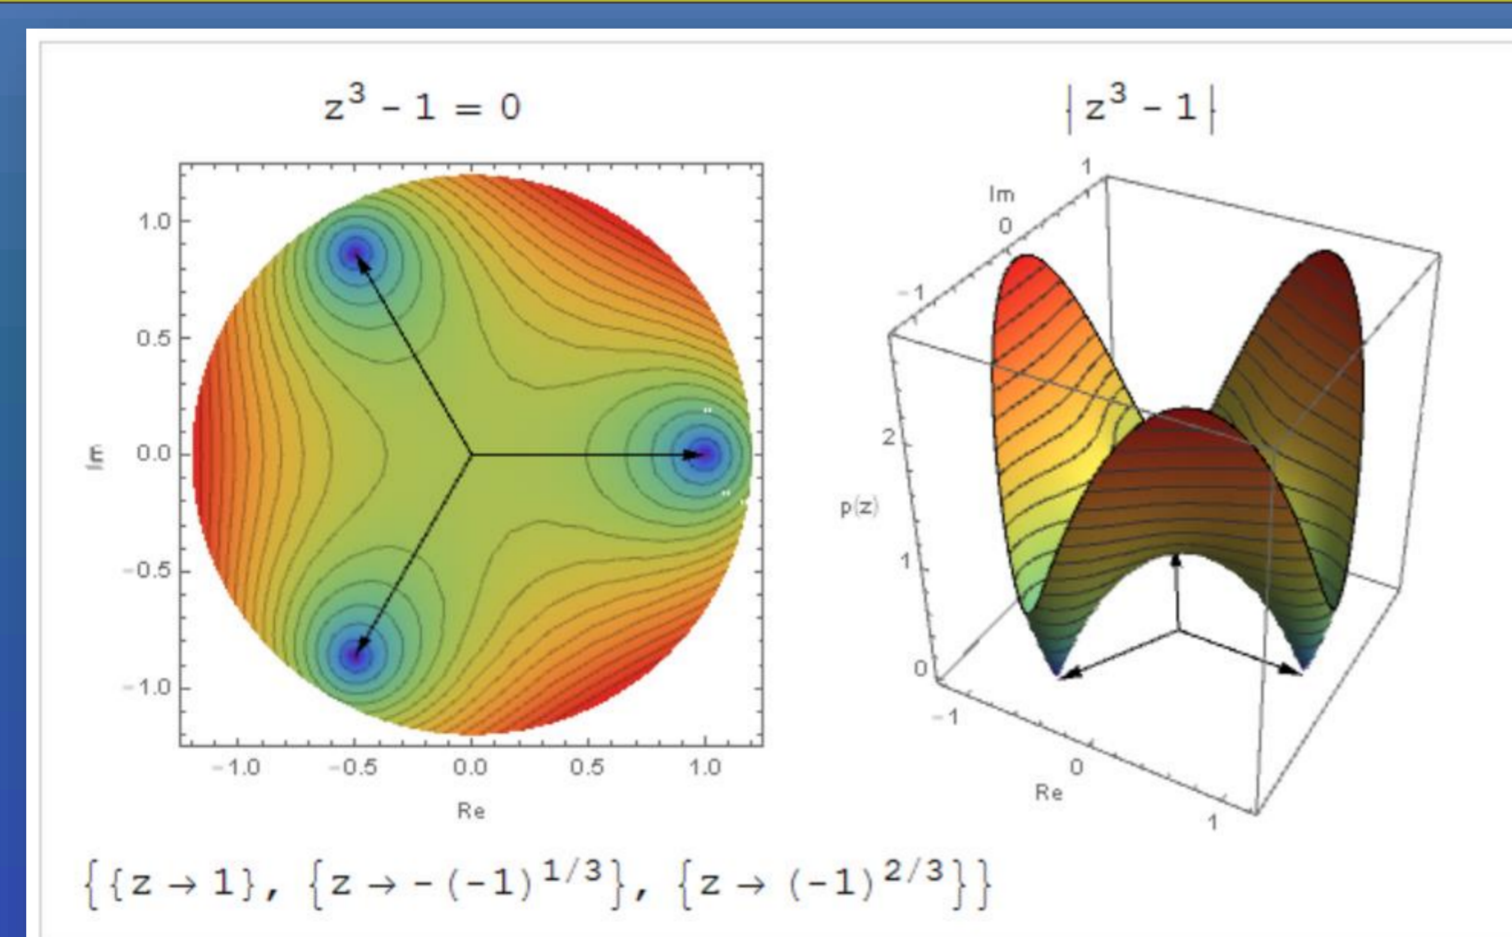 z³ - 1 = 0
|z³ - 1|
1.0
0.5
0.0
-0.5
-1.0
Im
-1.0 -0.5 0.0 0.5 1.0
Re
1
Im
0
-1
2
p(z)
1
0
-1
0
Re
1
{{z → 1}, {z → -(-1)^1/3}, {z → (-1)^2/3}}